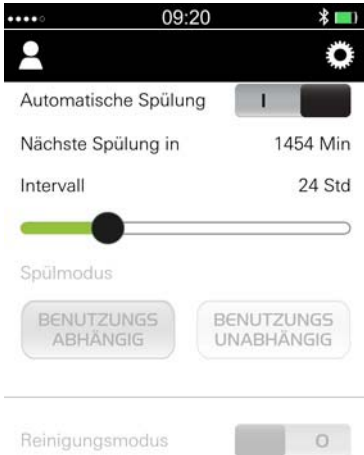 09:20
Automatische Spülung I
Nächste Spülung in 1454 Min
Intervall 24 Std
Spülmodus
BENUTZUNGS BENUTZUNGS
ABHÄNGIG UNABHÄNGIG
Reinigungsmodus O